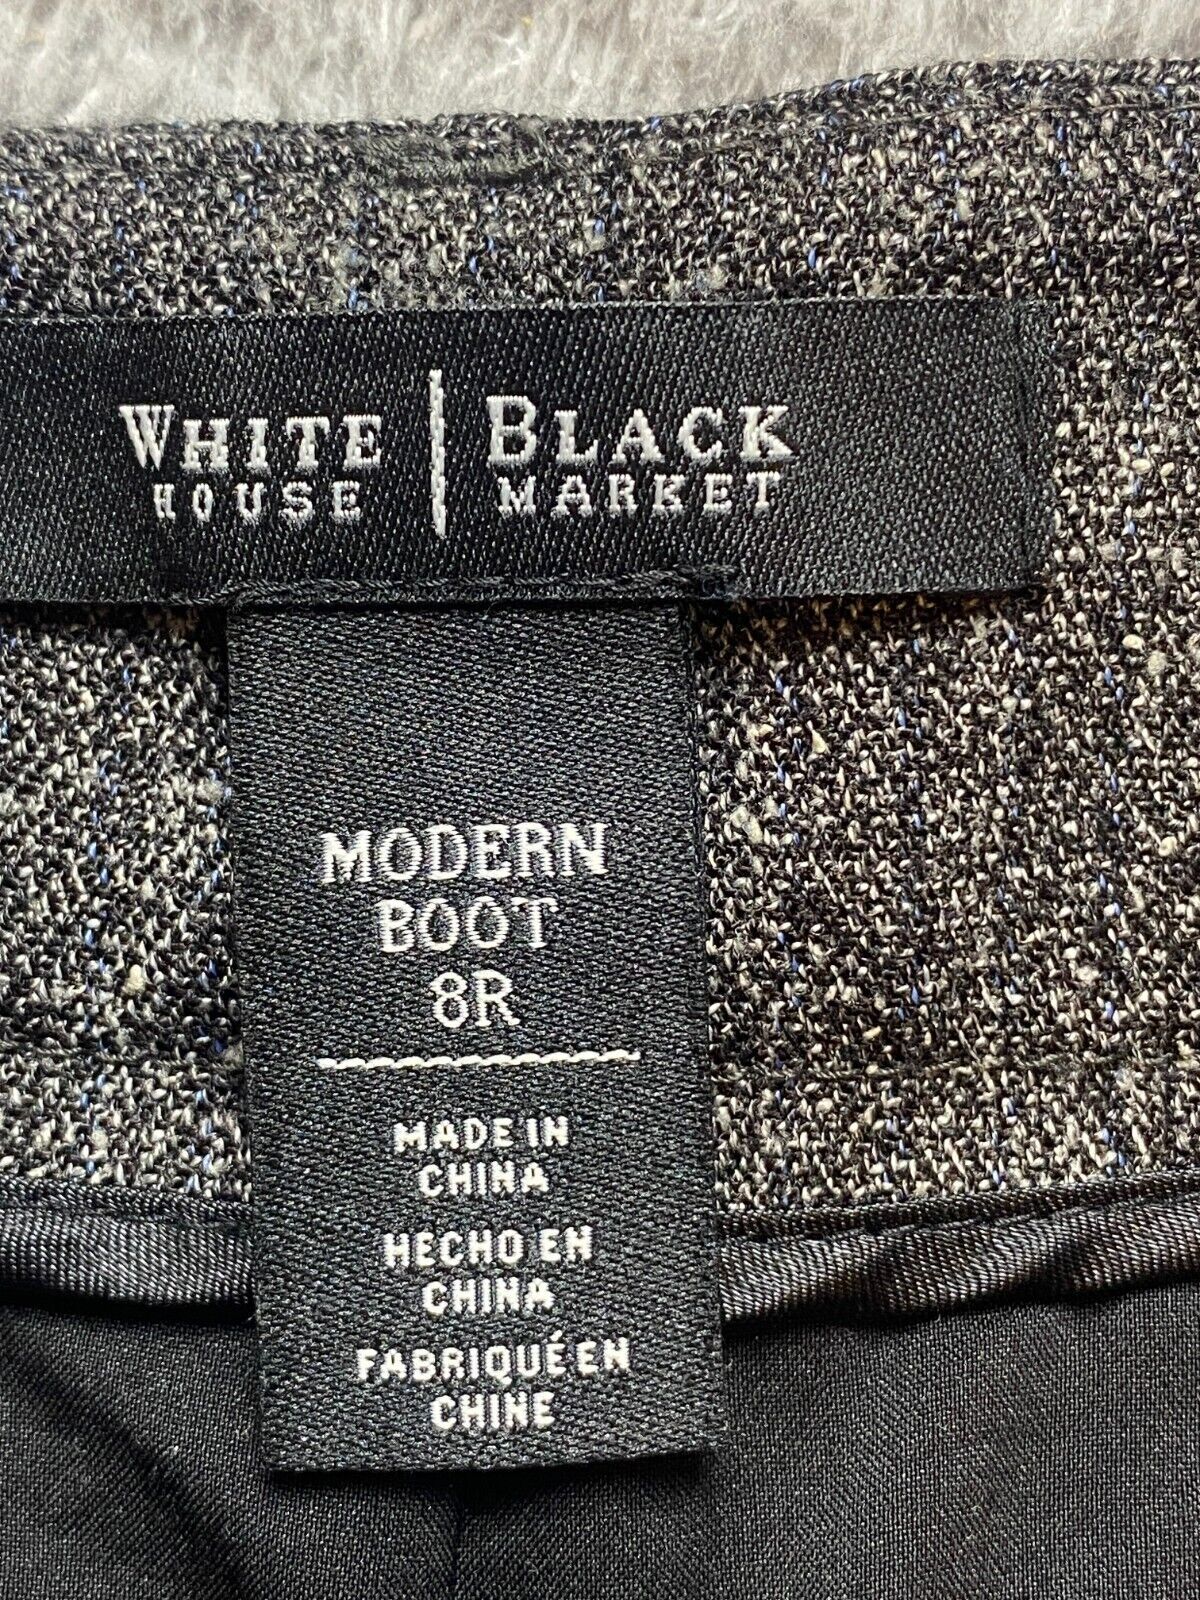 WHITE | BLACK
HOUSE MARKET
MODERN
BOOT
8R
MADE IN
CHINA
HECHO EN
CHINA
FABRIQUÉ EN
CHINE